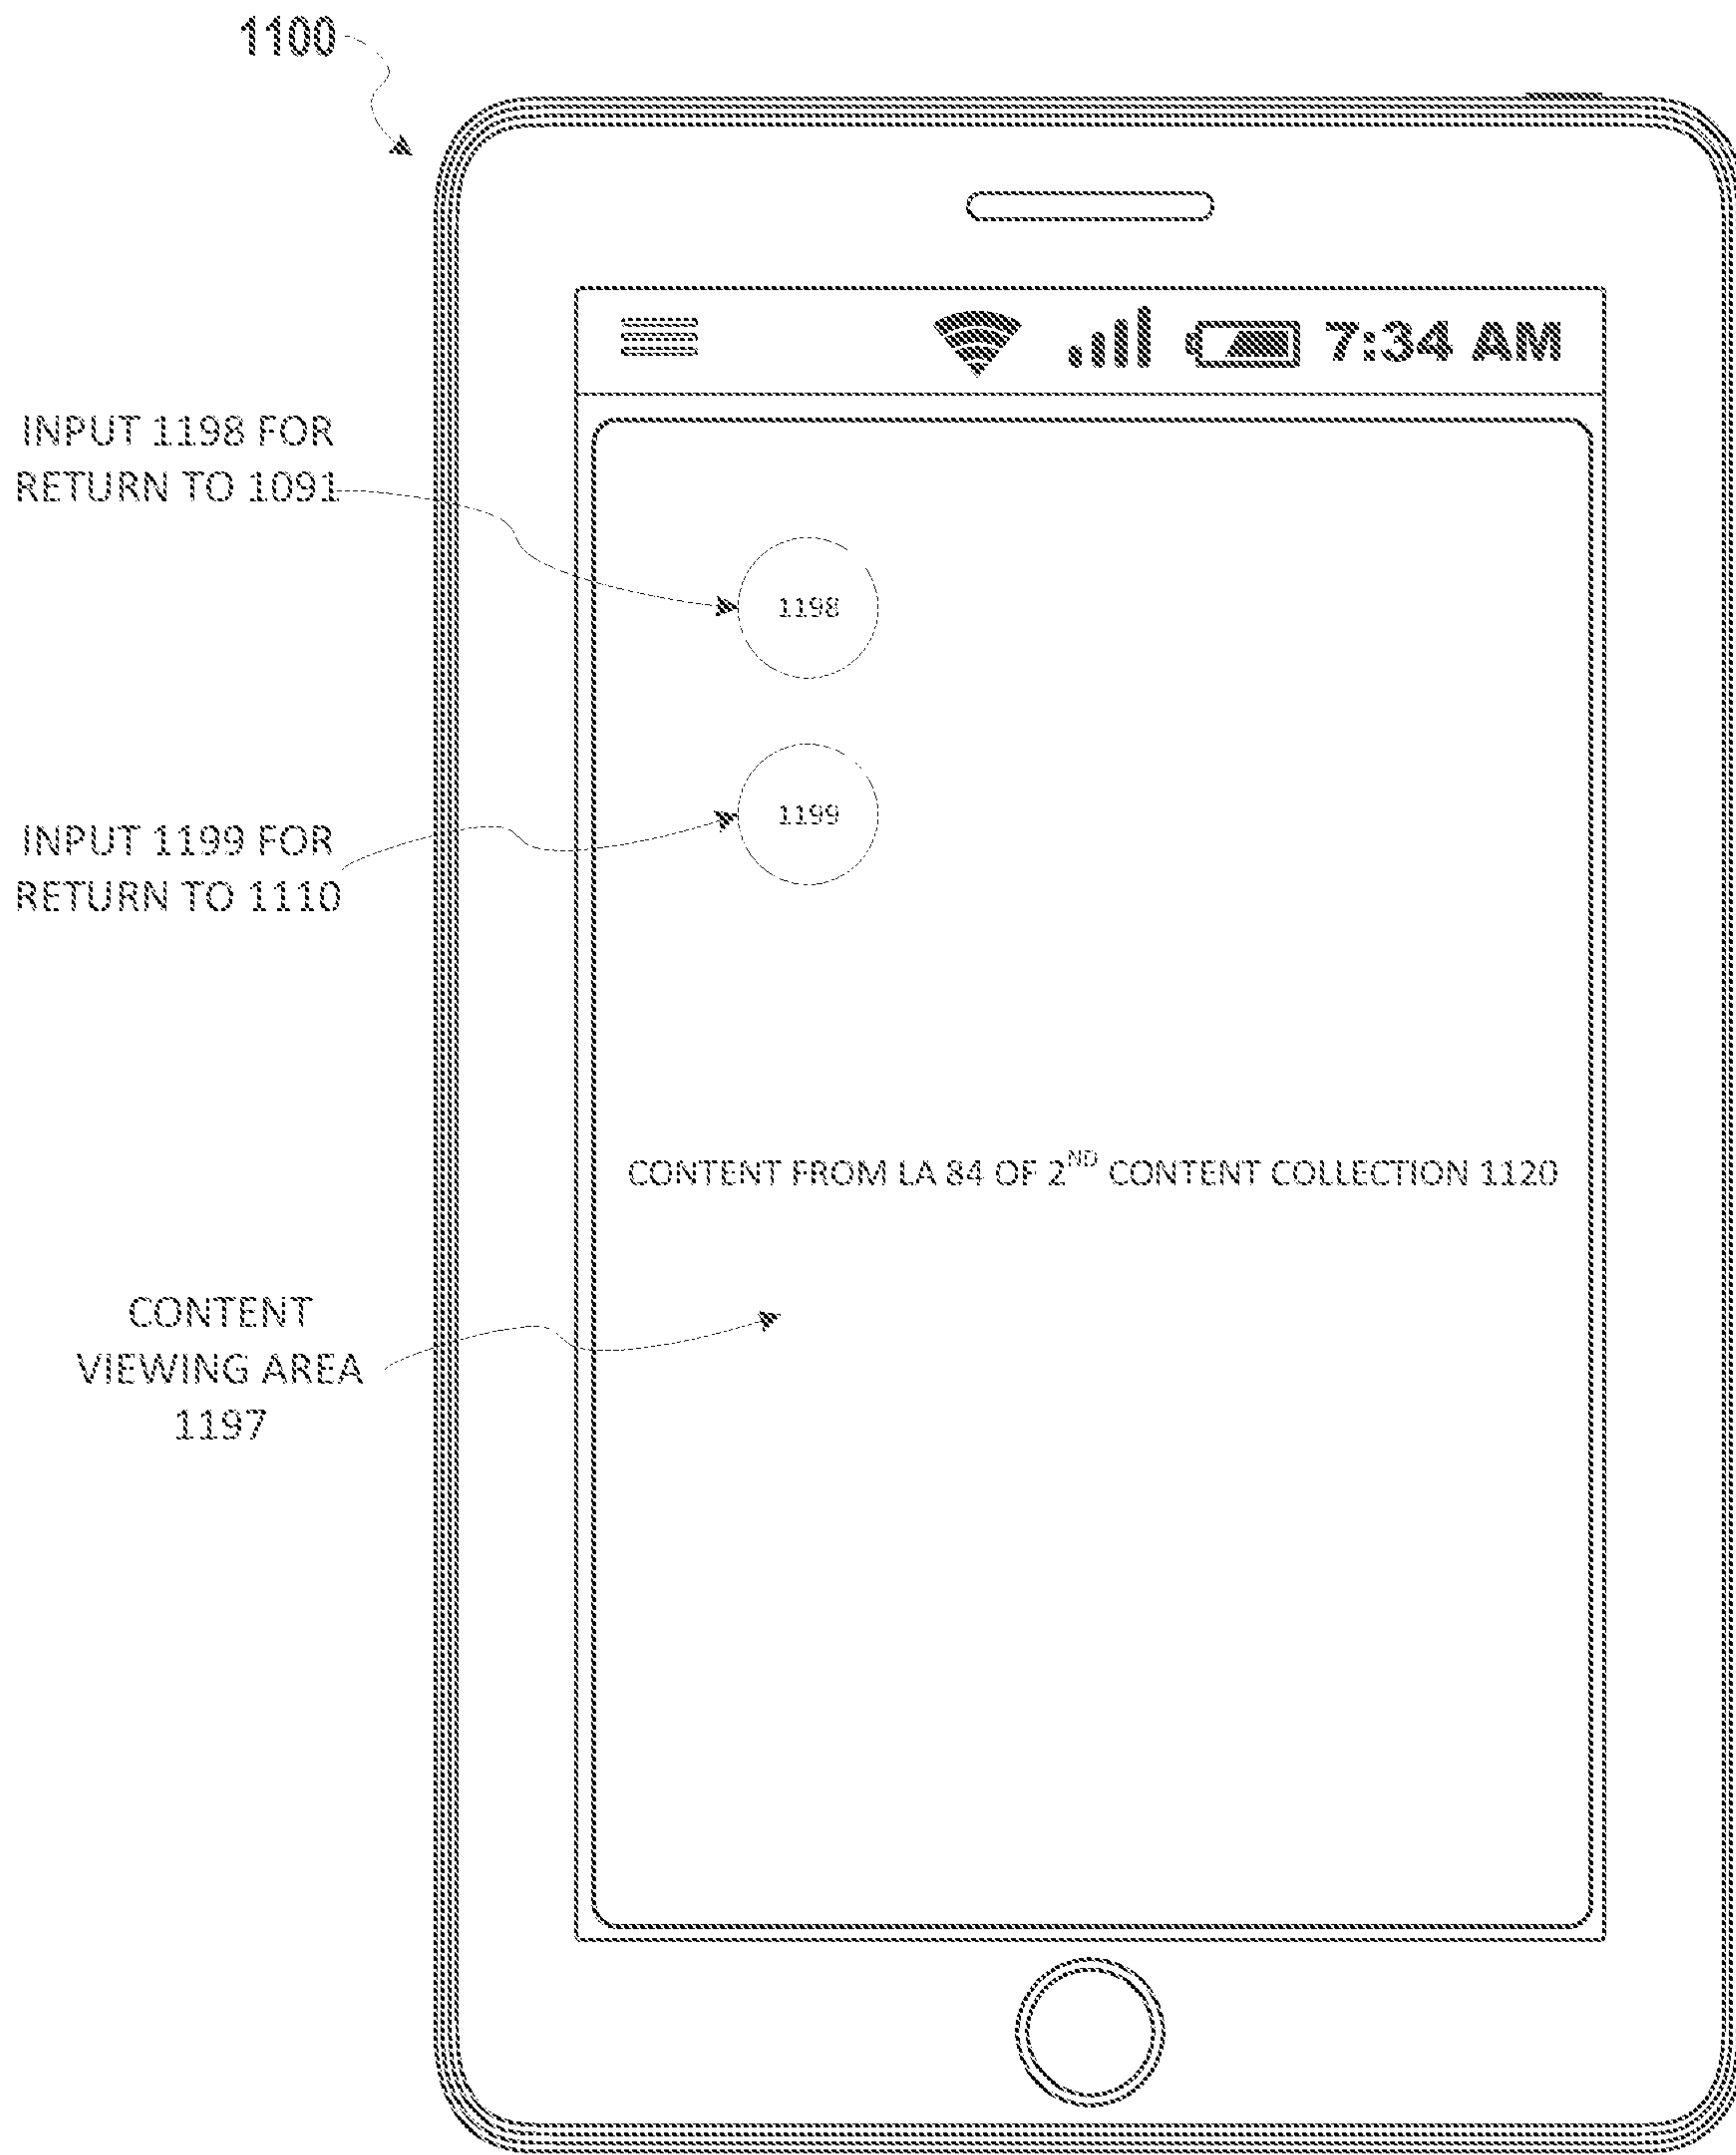 1100
7:34 AM
INPUT 1198 FOR
RETURN TO 1091
1198
1199
INPUT 1199 FOR
RETURN TO 1110
CONTENT FROM LA 84 OF 2ND CONTENT COLLECTION 1120
CONTENT
VIEWING AREA
1197